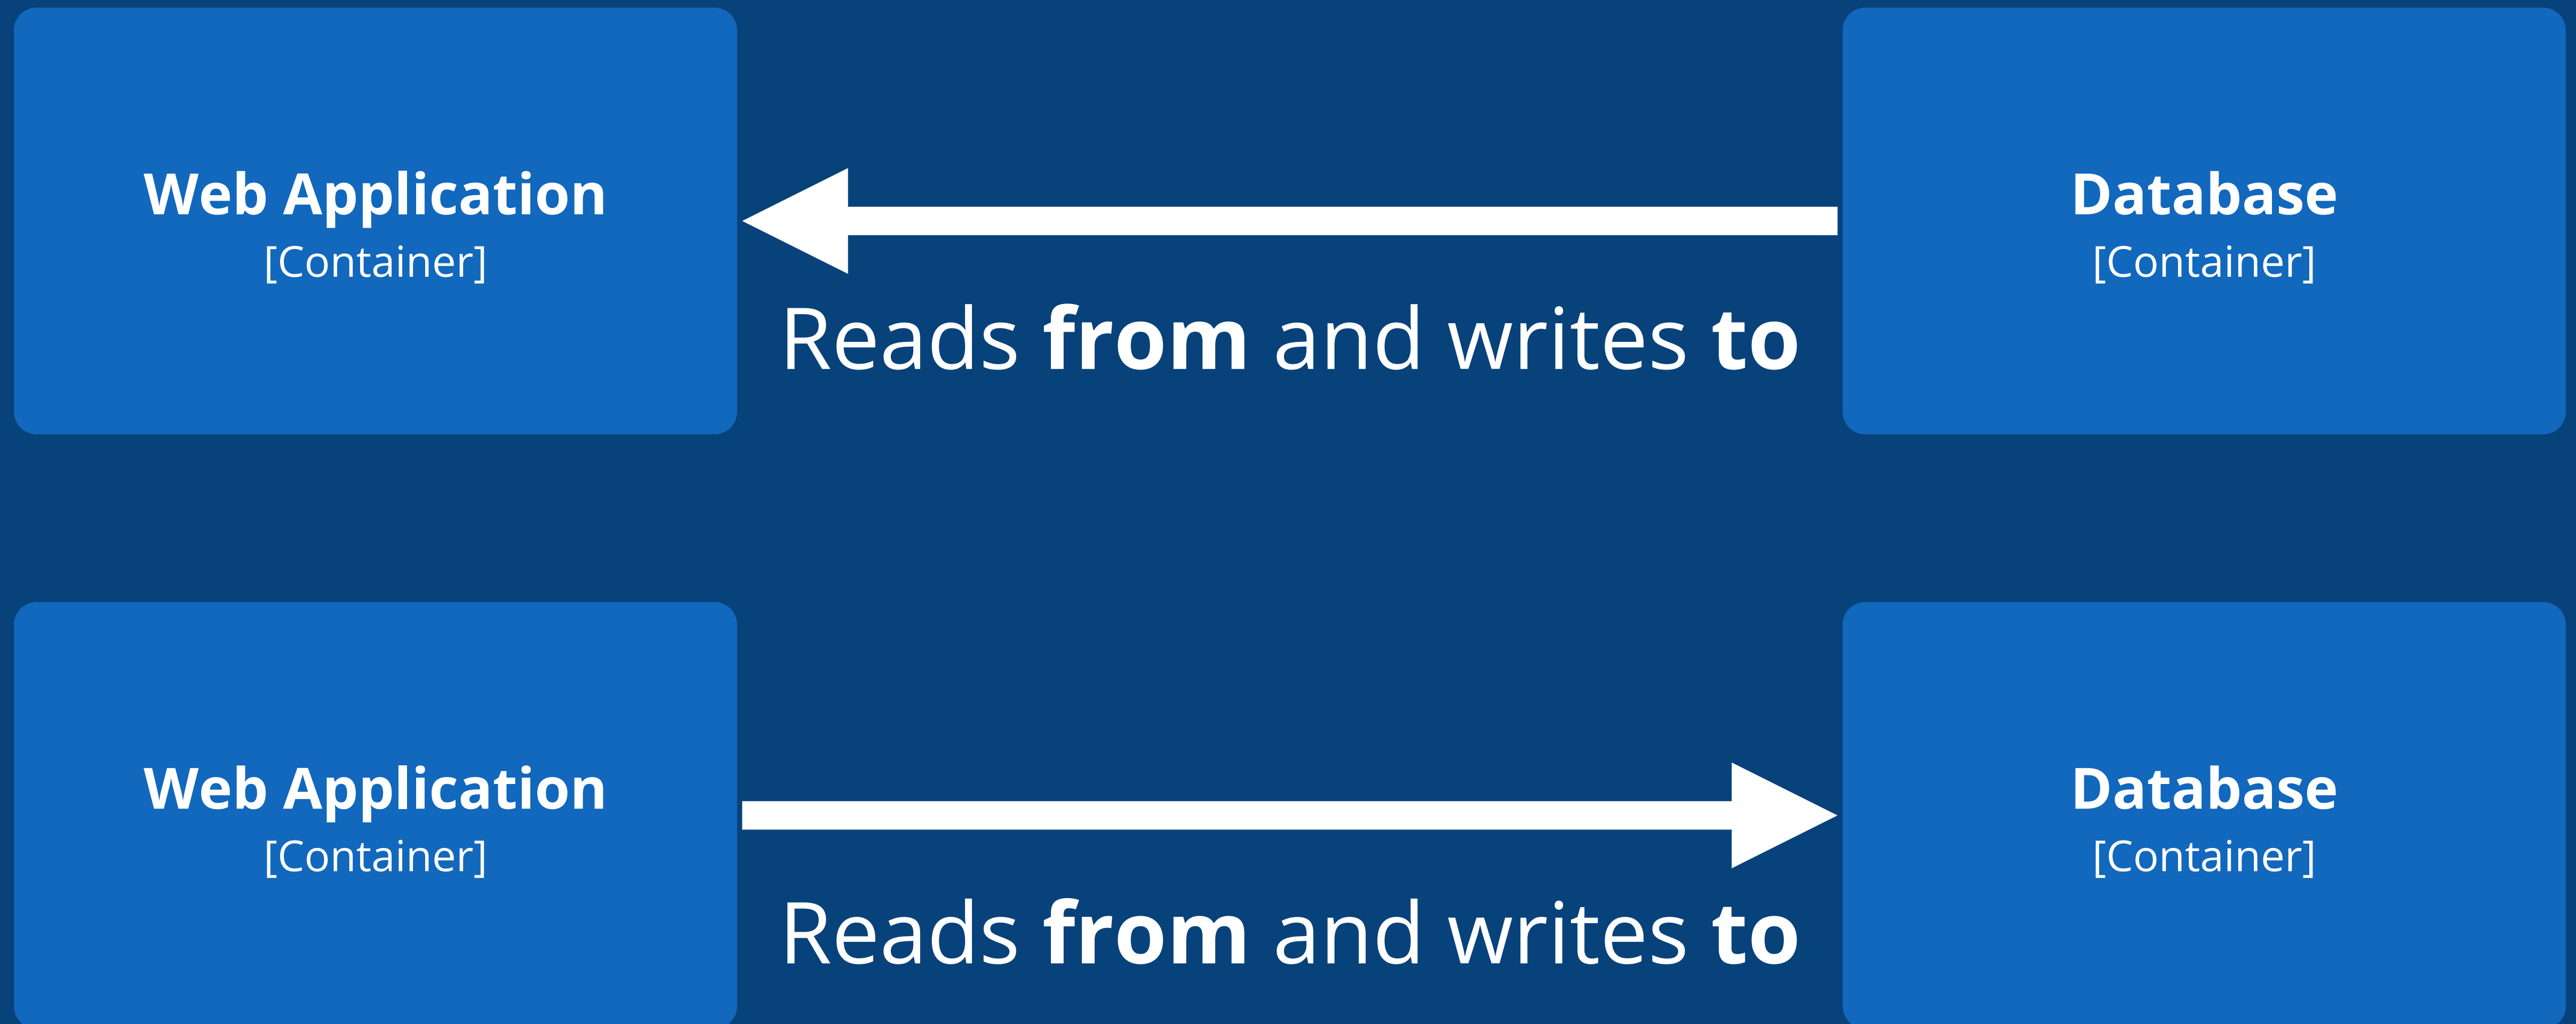 Web Application
[Container]
Reads from and writes to
Database
[Container]
Web Application
[Container]
Reads from and writes to
Database
[Container]